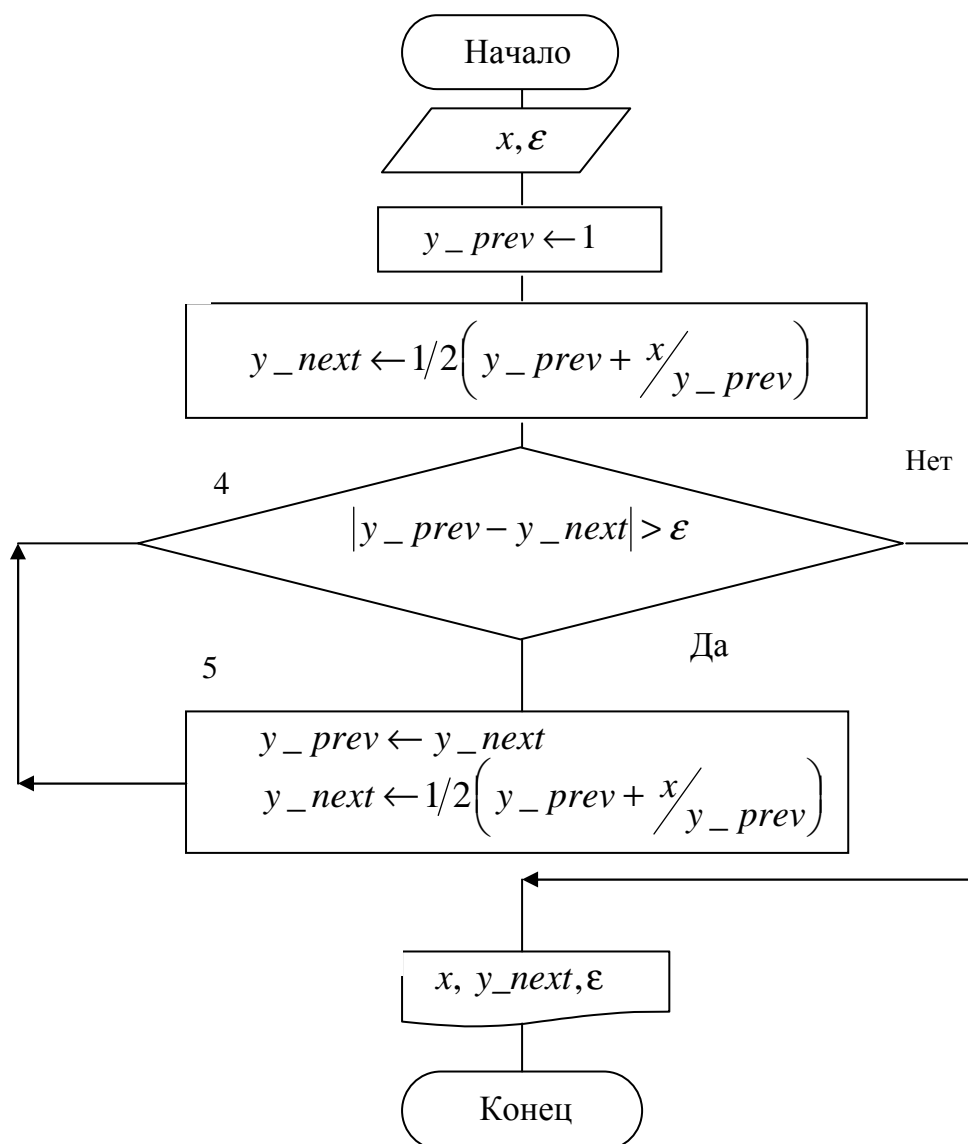 Начало
x, ε
y_prev ← 1
y_next ← 1/2(y_prev + x/y_prev)
Нет
4
|y_prev − y_next| > ε
Да
5
y_prev ← y_next
y_next ← 1/2(y_prev + x/y_prev)
x, y_next, ε
Конец